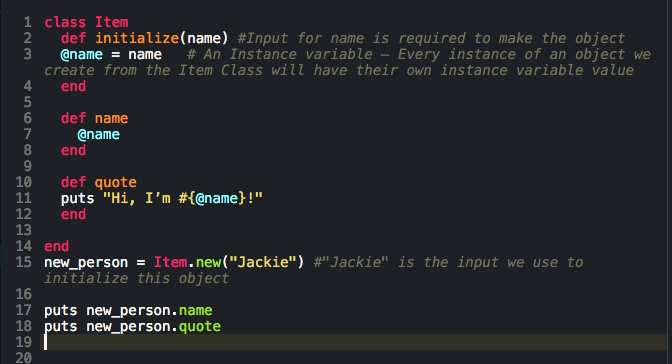 1 class Item
2 def initialize(name) #Input for name is required to make the object
3 @name = name # An Instance variable – Every instance of an object we
create from the Item Class will have their own instance variable value
4 end
5
6 def name
7 @name
8 end
9
10 def quote
11 puts "Hi, I’m #{@name}!"
12 end
13
14 end
15 new_person = Item.new("Jackie") #"Jackie" is the input we use to
initialize this object
16
17 puts new_person.name
18 puts new_person.quote
19
20